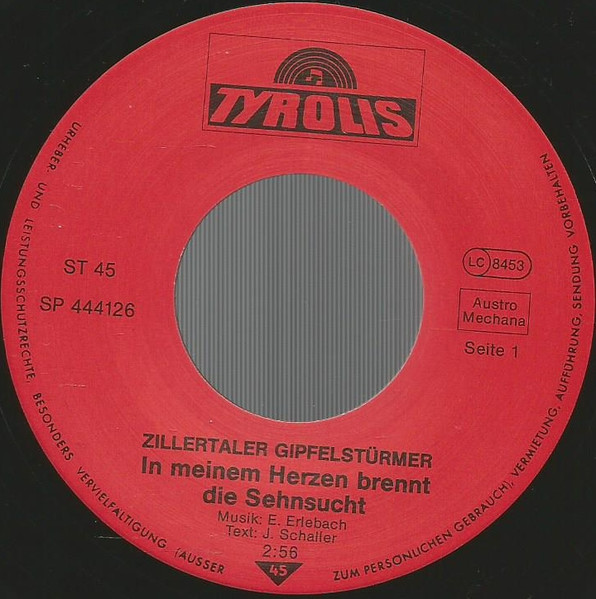 TYROLIS
ST 45
SP 444126
LC 8453
Austro
Mechana
Seite 1
ZILLERTALER GIPFELSTÜRMER
In meinem Herzen brennt
die Sehnsucht
Musik: E. Erlebach
Text: J. Schaller
2:56
45
URHEBER- UND LEISTUNGSSCHUTZRECHTE, BESONDERS VERVIELFÄLTIGUNG (AUSSER ZUM PERSÖNLICHEN GEBRAUCH), VERMIETUNG, AUFFÜHRUNG, SENDUNG VORBEHALTEN